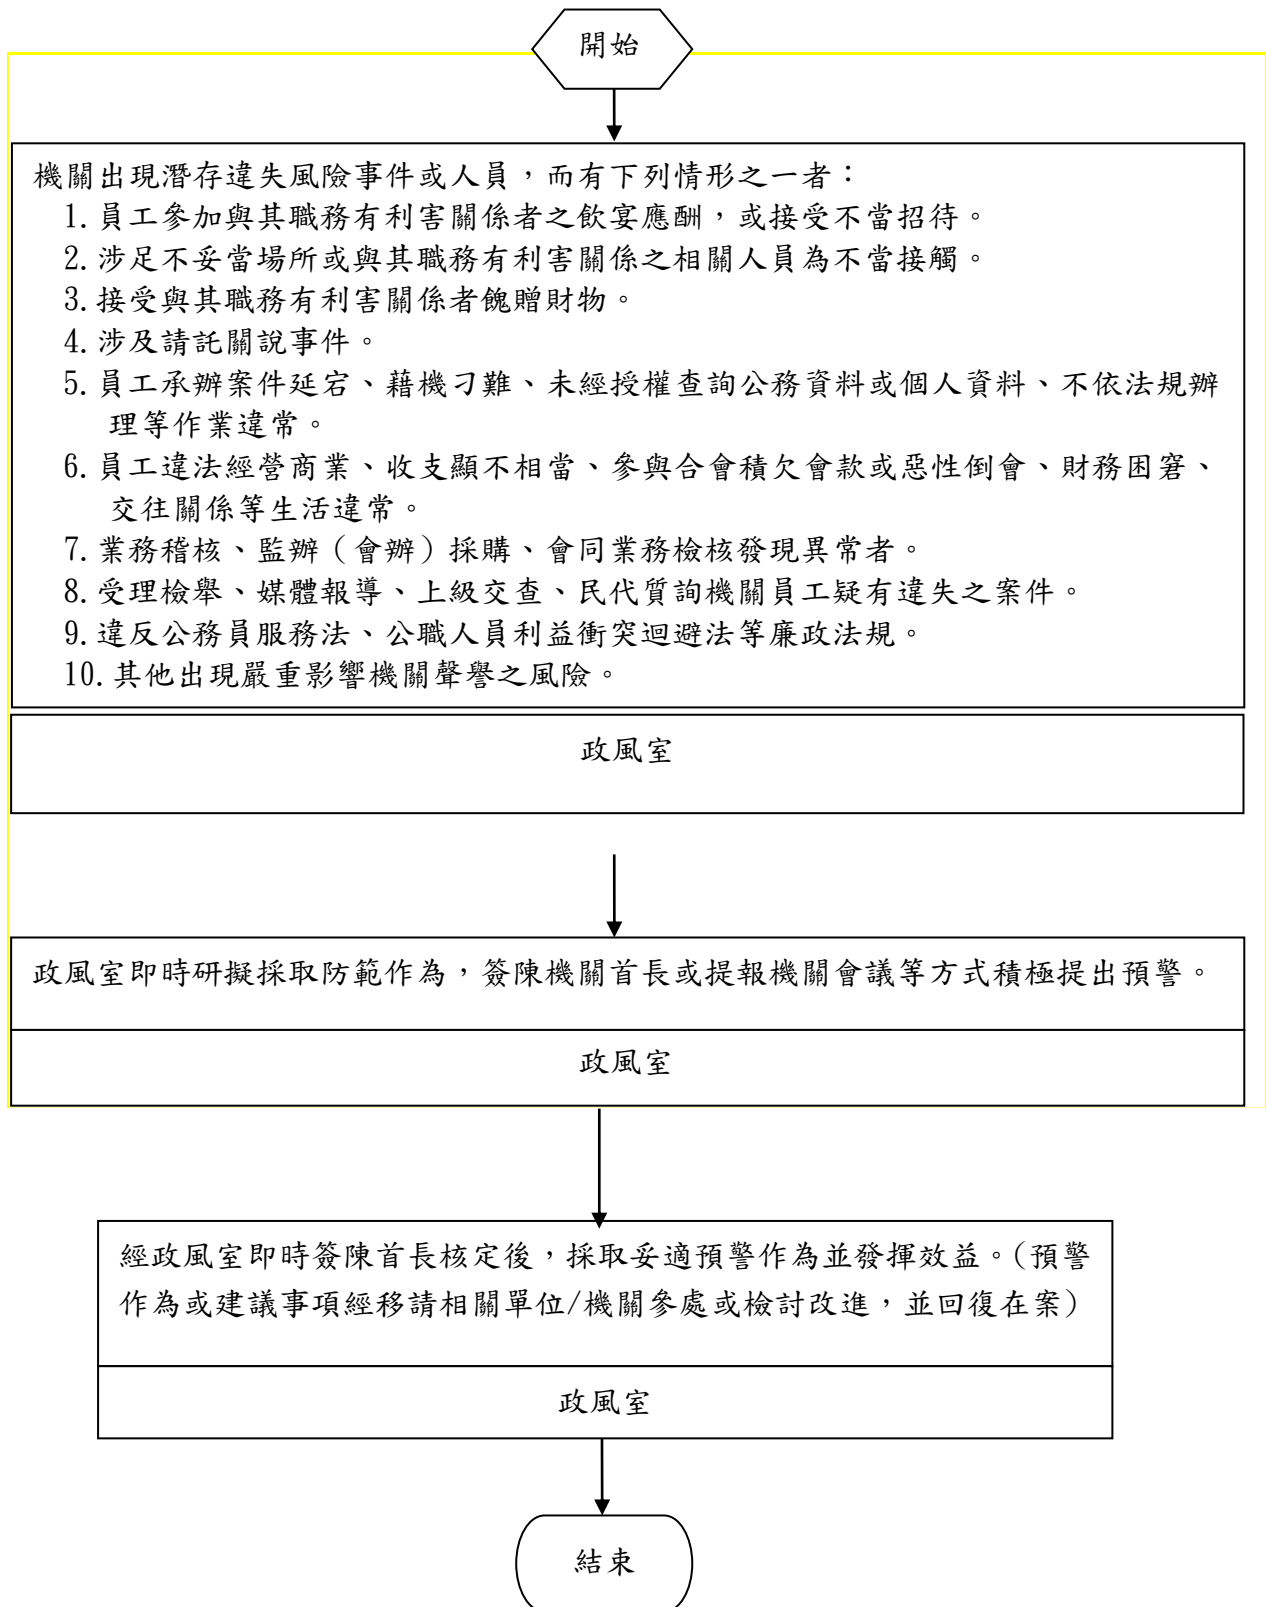 開始
機關出現潛存違失風險事件或人員，而有下列情形之一者：
1.員工參加與其職務有利害關係者之飲宴應酬，或接受不當招待。
2.涉足不妥當場所或與其職務有利害關係之相關人員為不當接觸。
3.接受與其職務有利害關係者餽贈財物。
4.涉及請託關說事件。
5.員工承辦案件延宕、藉機刁難、未經授權查詢公務資料或個人資料、不依法規辦
理等作業違常。
6.員工違法經營商業、收支顯不相當、參與合會積欠會款或惡性倒會、財務困窘、
交往關係等生活違常。
7.業務稽核、監辦（會辦）採購、會同業務檢核發現異常者。
8.受理檢舉、媒體報導、上級交查、民代質詢機關員工疑有違失之案件。
9.違反公務員服務法、公職人員利益衝突迴避法等廉政法規。
10.其他出現嚴重影響機關聲譽之風險。
政風室
政風室即時研擬採取防範作為，簽陳機關首長或提報機關會議等方式積極提出預警。
政風室
經政風室即時簽陳首長核定後，採取妥適預警作為並發揮效益。(預警
作為或建議事項經移請相關單位/機關參處或檢討改進，並回復在案)
政風室
結束